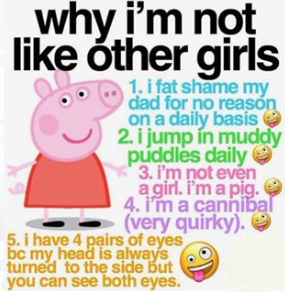 why i'm not
like other girls
1. i fat shame my
dad for no reason
on a daily basis 🤪
2. i jump in muddy
puddles daily 🤪
3. i'm not even
a girl. i'm a pig. 🤪
4. i'm a cannibal
(very quirky). 🤪
5. i have 4 pairs of eyes
bc my head is always
turned to the side but
you can see both eyes. 🤪